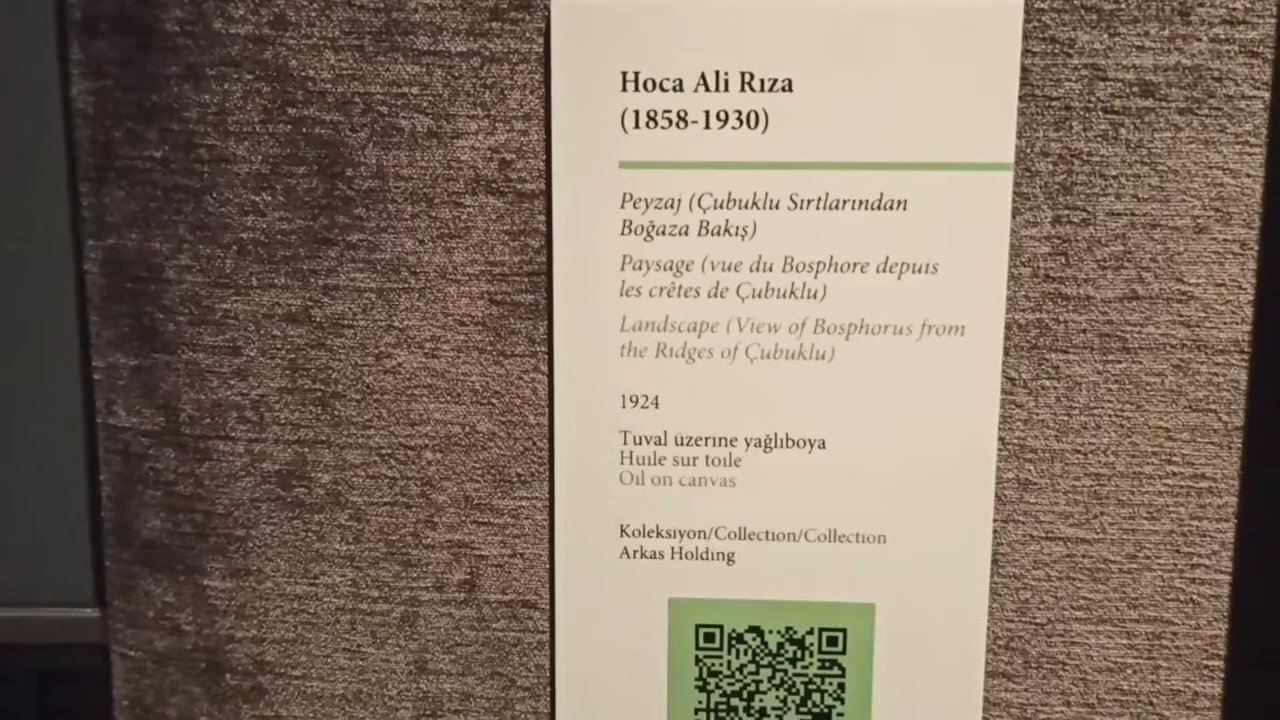 Hoca Ali Rıza
(1858-1930)
Peyzaj (Çubuklu Sırtlarından
Boğaza Bakış)
Paysage (vue du Bosphore depuis
les crêtes de Çubuklu)
Landscape (View of Bosphorus from
the Ridges of Çubuklu)
1924
Tuval üzerine yağlıboya
Huile sur toile
Oil on canvas
Koleksiyon/Collection/Collection
Arkas Holding